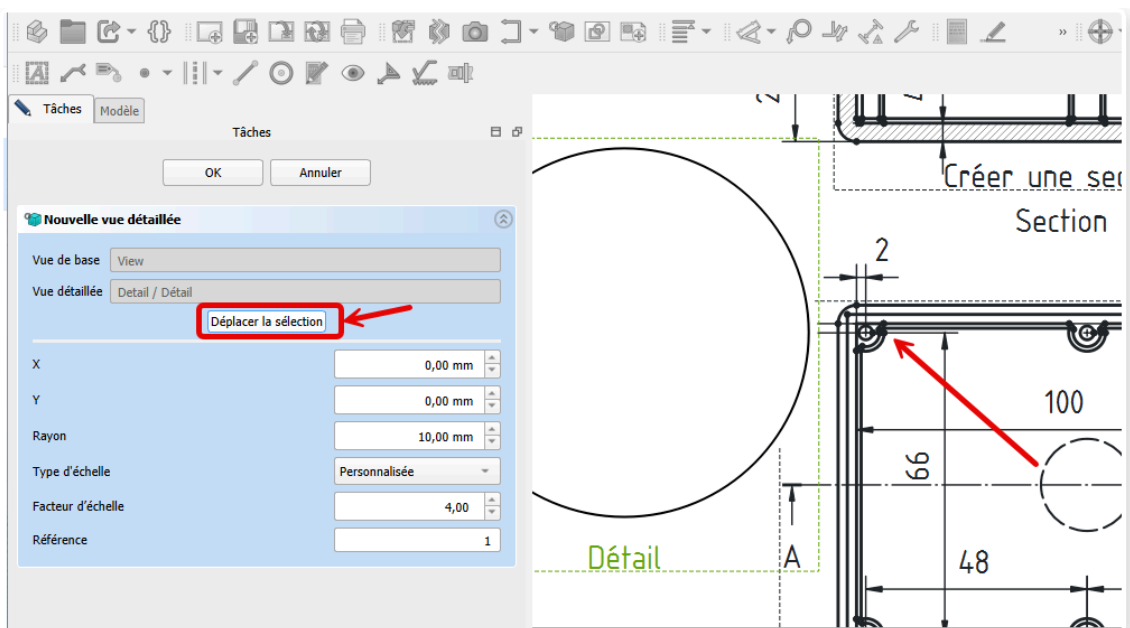 Tâches
Modèle
Tâches
OK
Annuler
Nouvelle vue détaillée
Vue de base
View
Vue détaillée
Detail / Détail
Déplacer la sélection
X
0,00 mm
Y
0,00 mm
Rayon
10,00 mm
Type d'échelle
Personnalisée
Facteur d'échelle
4,00
Référence
1
Créer une
Section
2
100
66
Détail
A
48